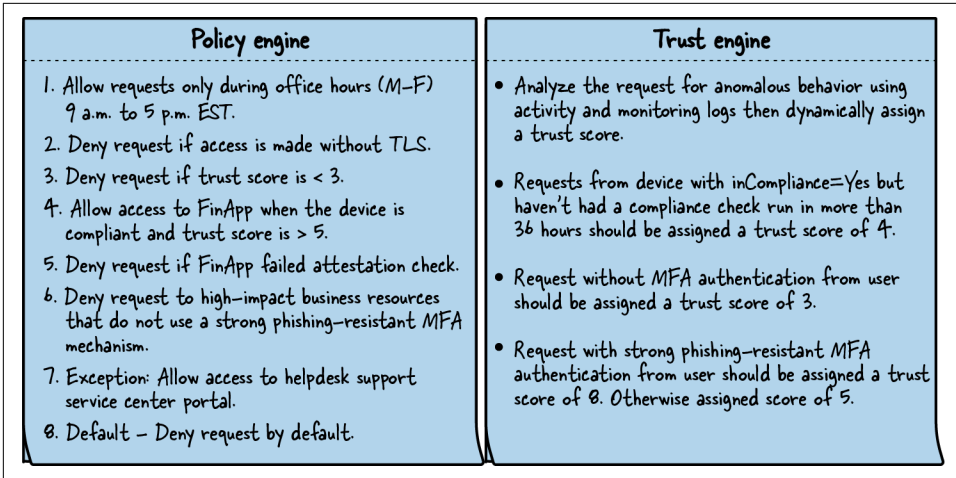 Policy engine
1. Allow requests only during office hours (M–F)
9 a.m. to 5 p.m. EST.
2. Deny request if access is made without TLS.
3. Deny request if trust score is < 3.
4. Allow access to FinApp when the device is
compliant and trust score is > 5.
5. Deny request if FinApp failed attestation check.
6. Deny request to high–impact business resources
that do not use a strong phishing–resistant MFA
mechanism.
7. Exception: Allow access to helpdesk support
service center portal.
8. Default – Deny request by default.
Trust engine
• Analyze the request for anomalous behavior using
activity and monitoring logs then dynamically assign
a trust score.
• Requests from device with inCompliance=Yes but
haven't had a compliance check run in more than
36 hours should be assigned a trust score of 4.
• Request without MFA authentication from user
should be assigned a trust score of 3.
• Request with strong phishing–resistant MFA
authentication from user should be assigned a trust
score of 8. Otherwise assigned score of 5.